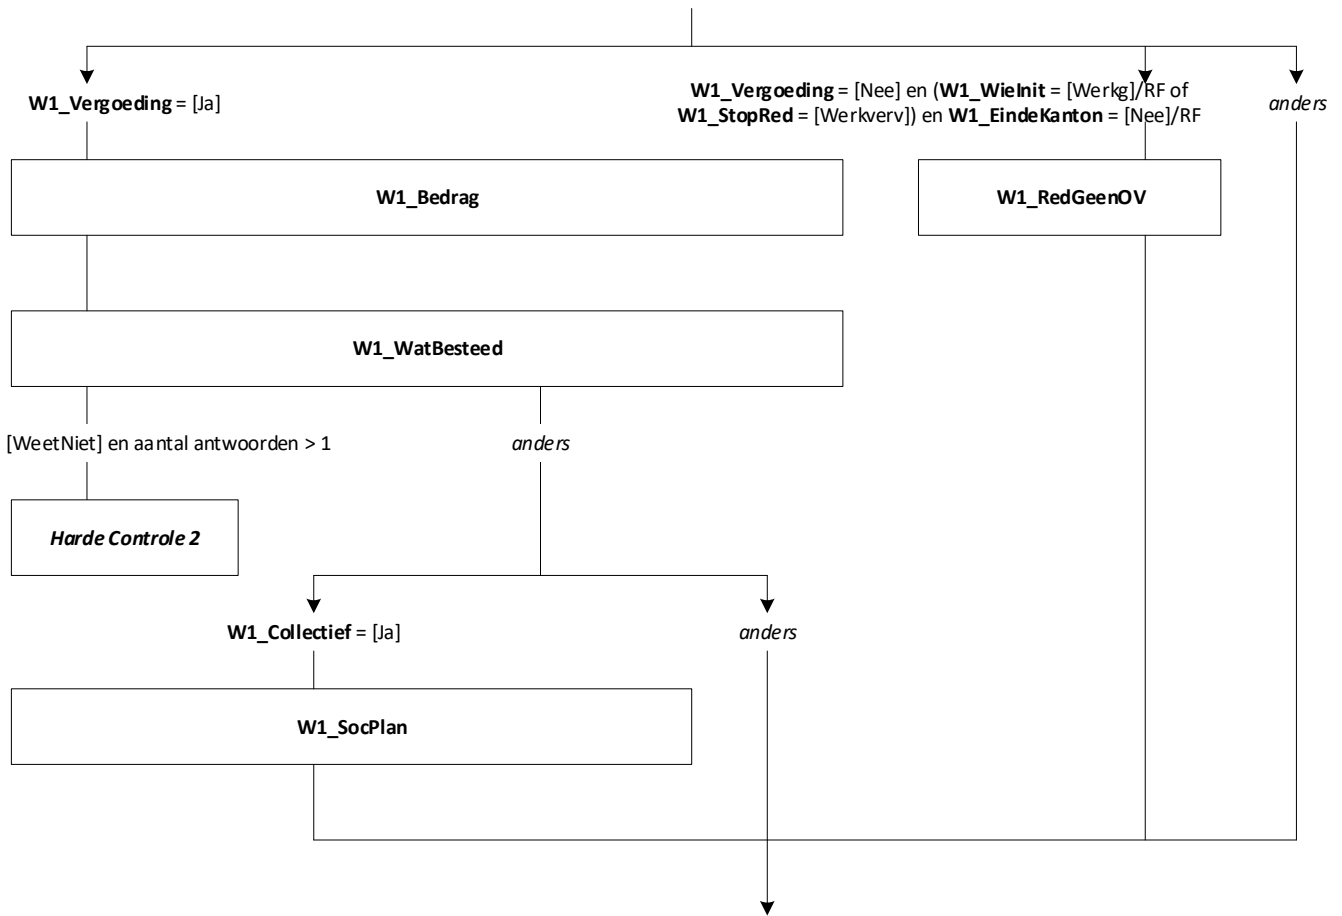 W1_Vergoeding = [Ja]
W1_Vergoeding = [Nee] en (W1_WieInit = [Werkg]/RF of
W1_StopRed = [Werkverv]) en W1_EindeKanton = [Nee]/RF
anders
W1_Bedrag
W1_RedGeenOV
W1_WatBesteed
[WeetNiet] en aantal antwoorden > 1
anders
Harde Controle 2
W1_Collectief = [Ja]
anders
W1_SocPlan